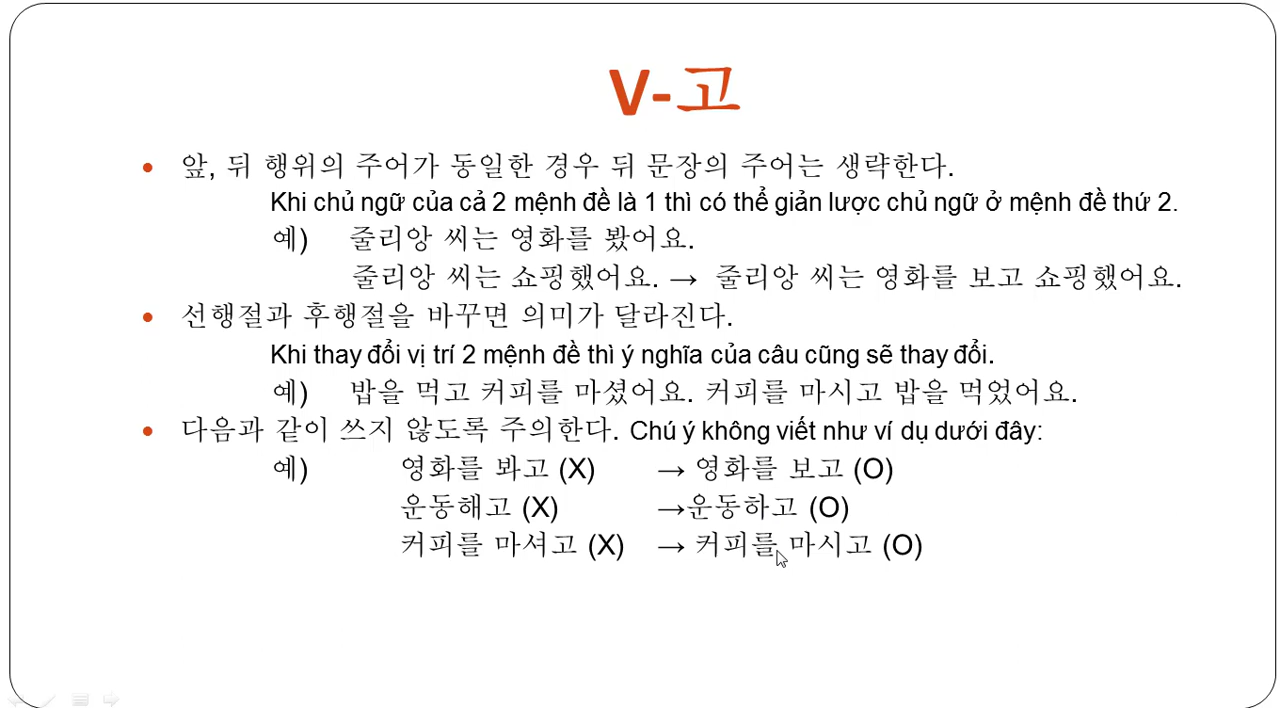 V-고
앞, 뒤 행위의 주어가 동일한 경우 뒤 문장의 주어는 생략한다.
Khi chủ ngữ của cả 2 mệnh đề là 1 thì có thể giản lược chủ ngữ ở mệnh đề thứ 2.
예) 줄리앙 씨는 영화를 봤어요.
줄리앙 씨는 쇼핑했어요. → 줄리앙 씨는 영화를 보고 쇼핑했어요.
선행절과 후행절을 바꾸면 의미가 달라진다.
Khi thay đổi vị trí 2 mệnh đề thì ý nghĩa của câu cũng sẽ thay đổi.
예) 밥을 먹고 커피를 마셨어요. 커피를 마시고 밥을 먹었어요.
다음과 같이 쓰지 않도록 주의한다. Chú ý không viết như ví dụ dưới đây:
예) 영화를 봐고 (X) → 영화를 보고 (O)
운동해고 (X) →운동하고 (O)
커피를 마셔고 (X) → 커피를 마시고 (O)